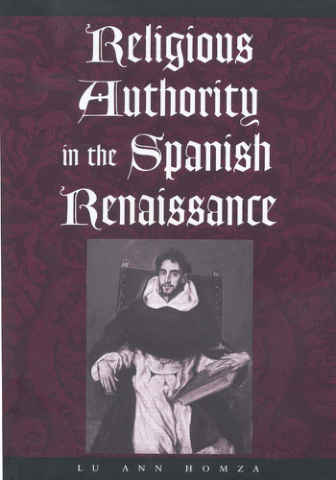 Religious
Authority
in the Spanish
Renaissance
LU ANN HOMZA